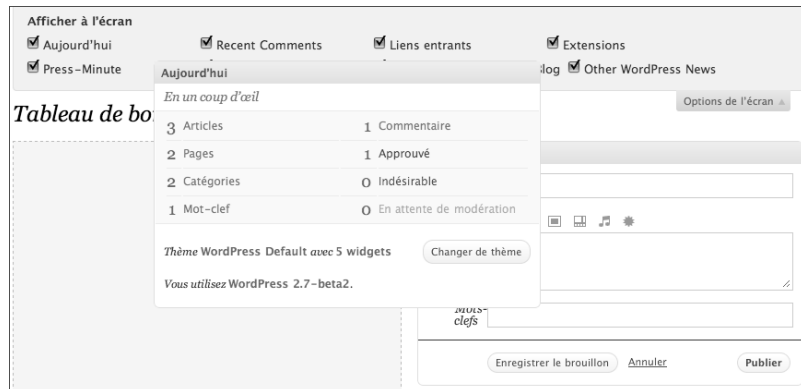 Afficher à l'écran
Aujourd'hui Recent Comments Liens entrants Extensions
Press-Minute log Other WordPress News
Options de l'écran
Tableau de bo
Aujourd'hui
En un coup d'œil
3 Articles 1 Commentaire
2 Pages 1 Approuvé
2 Catégories 0 Indésirable
1 Mot-clef 0 En attente de modération
Thème WordPress Default avec 5 widgets Changer de thème
Vous utilisez WordPress 2.7-beta2.
Mots-
clefs
Enregistrer le brouillon Annuler Publier